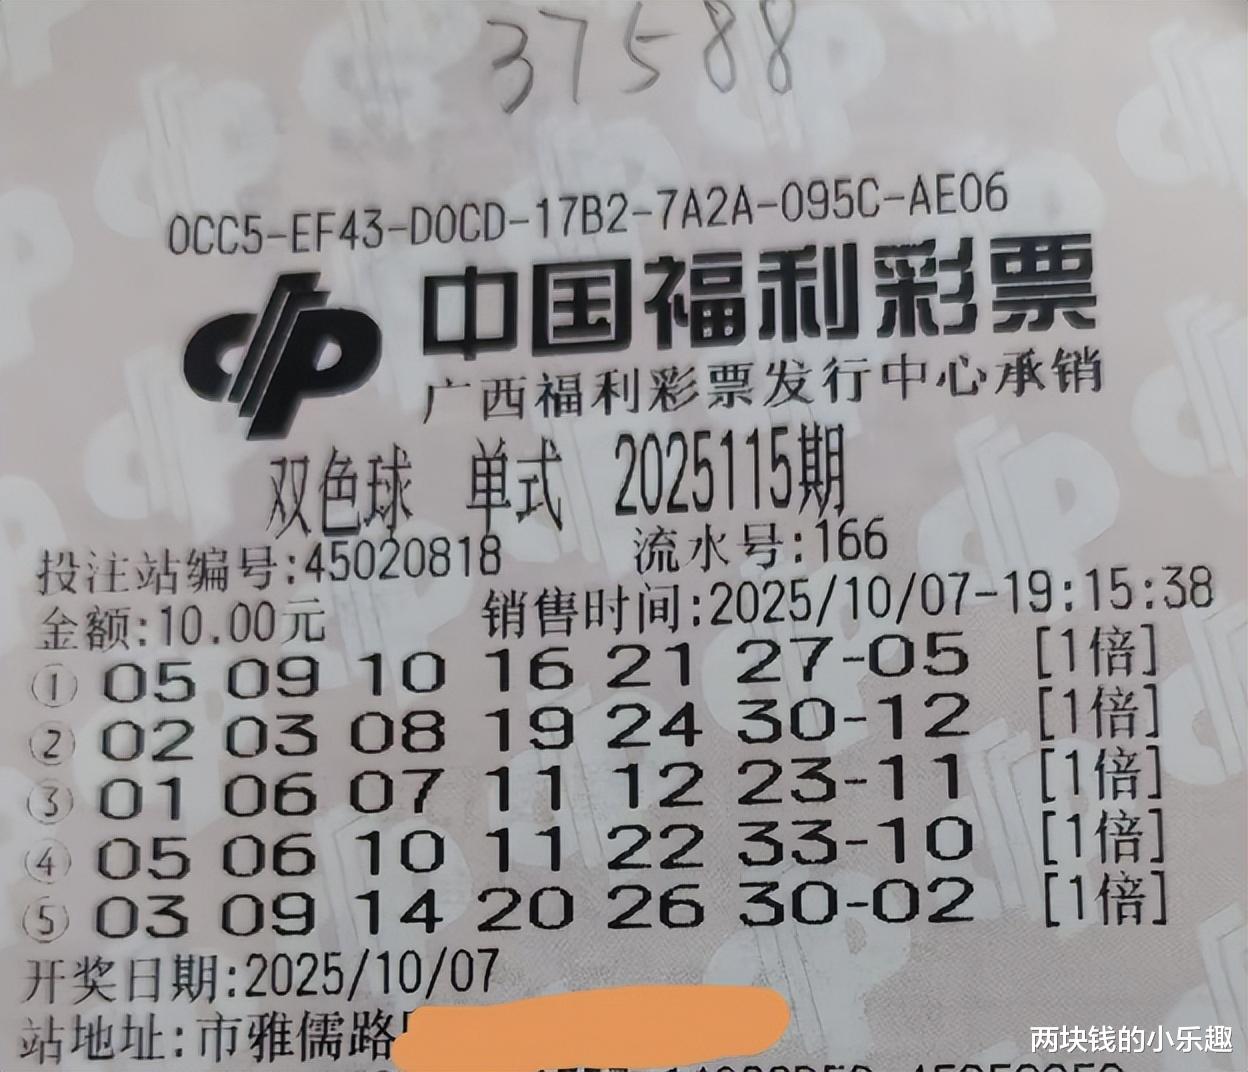 37588
0CC5-EF43-D0CD-17B2-7A2A-095C-AE06
中国福利彩票
广西福利彩票发行中心承销
双色球 单式 2025115期
投注站编号:45020818 流水号:166
金额:10.00元 销售时间:2025/10/07-19:15:38
① 05 09 10 16 21 27-05 [1倍]
② 02 03 08 19 24 30-12 [1倍]
③ 01 06 07 11 12 23-11 [1倍]
④ 05 06 10 11 22 33-10 [1倍]
⑤ 03 09 14 20 26 30-02 [1倍]
开奖日期:2025/10/07
站地址:市雅儒路
两块钱的小乐趣